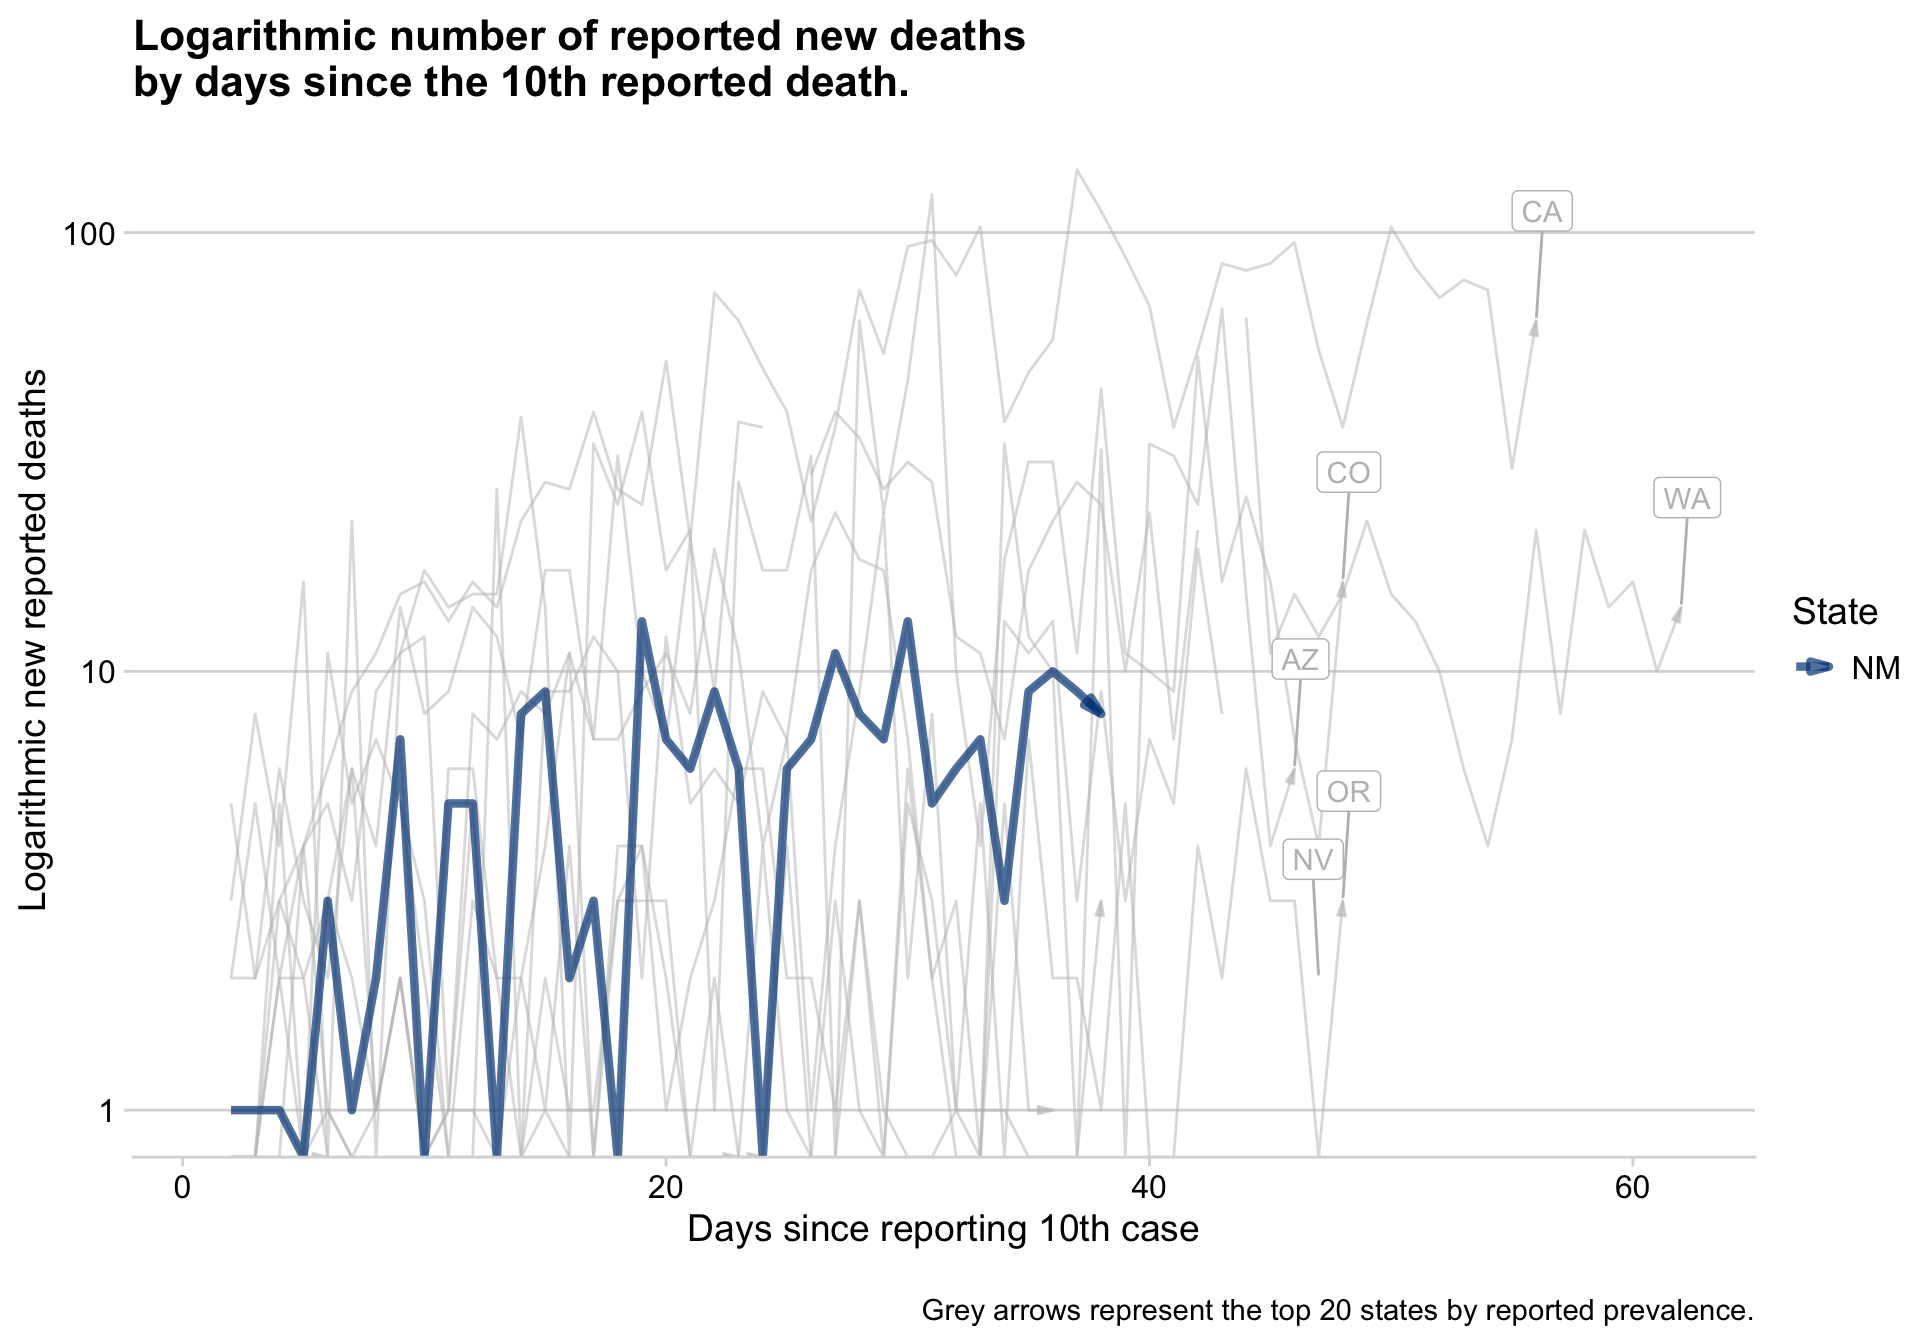 Logarithmic number of reported new deaths
by days since the 10th reported death.
Logarithmic new reported deaths
100
10
1
CA
CO
WA
AZ
OR
NV
State
NM
0
20
40
60
Days since reporting 10th case
Grey arrows represent the top 20 states by reported prevalence.